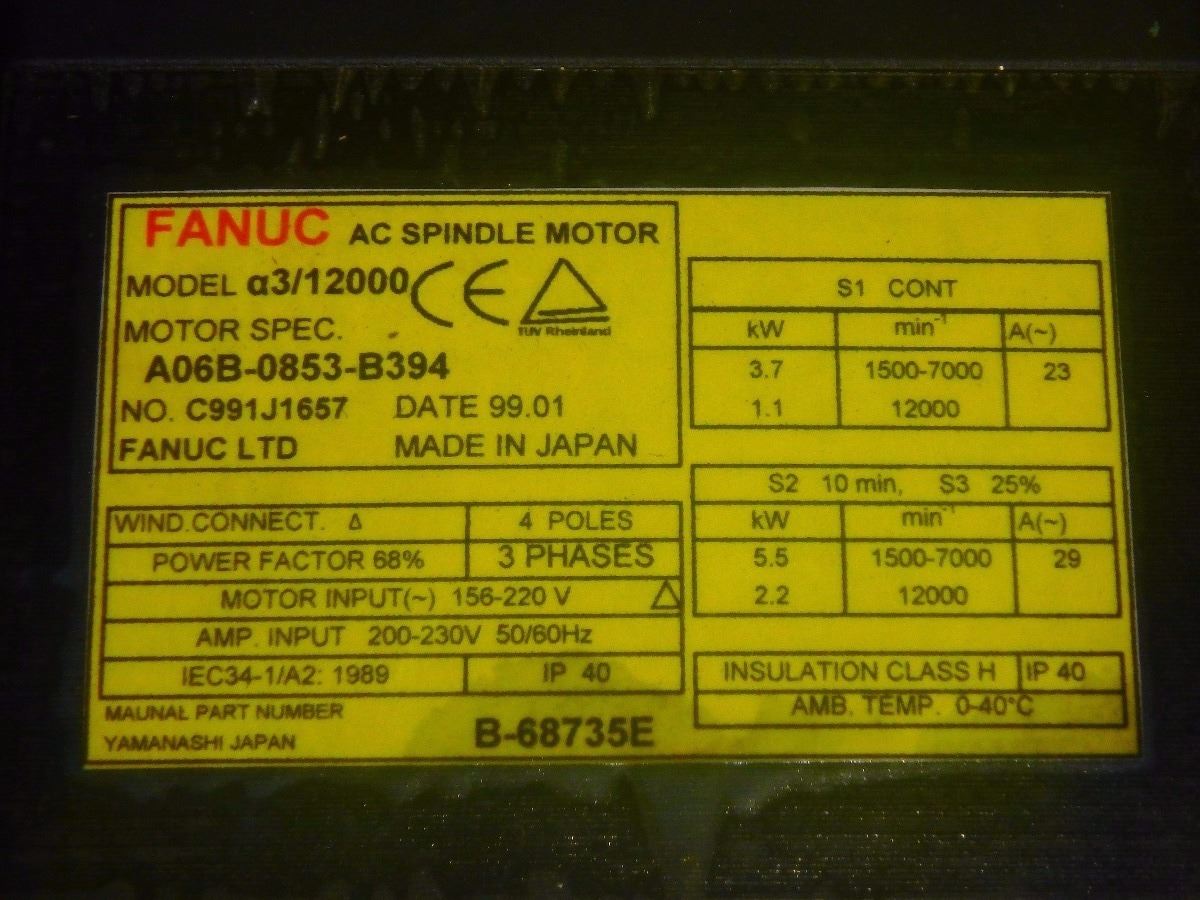 FANUC AC SPINDLE MOTOR
MODEL α3/12000 CE
TÜV Rheinland
MOTOR SPEC.
A06B-0853-B394
NO. C991J1657 DATE 99.01
FANUC LTD MADE IN JAPAN
WIND.CONNECT. Δ 4 POLES
POWER FACTOR 68% 3 PHASES
MOTOR INPUT(~) 156-220 V Δ
AMP. INPUT 200-230V 50/60Hz
IEC34-1/A2: 1989 IP 40
MAUNAL PART NUMBER
YAMANASHI JAPAN B-68735E
S1 CONT
kW min⁻¹ A(~)
3.7 1500-7000 23
1.1 12000
S2 10 min, S3 25%
kW min⁻¹ A(~)
5.5 1500-7000 29
2.2 12000
INSULATION CLASS H IP 40
AMB. TEMP. 0-40°C